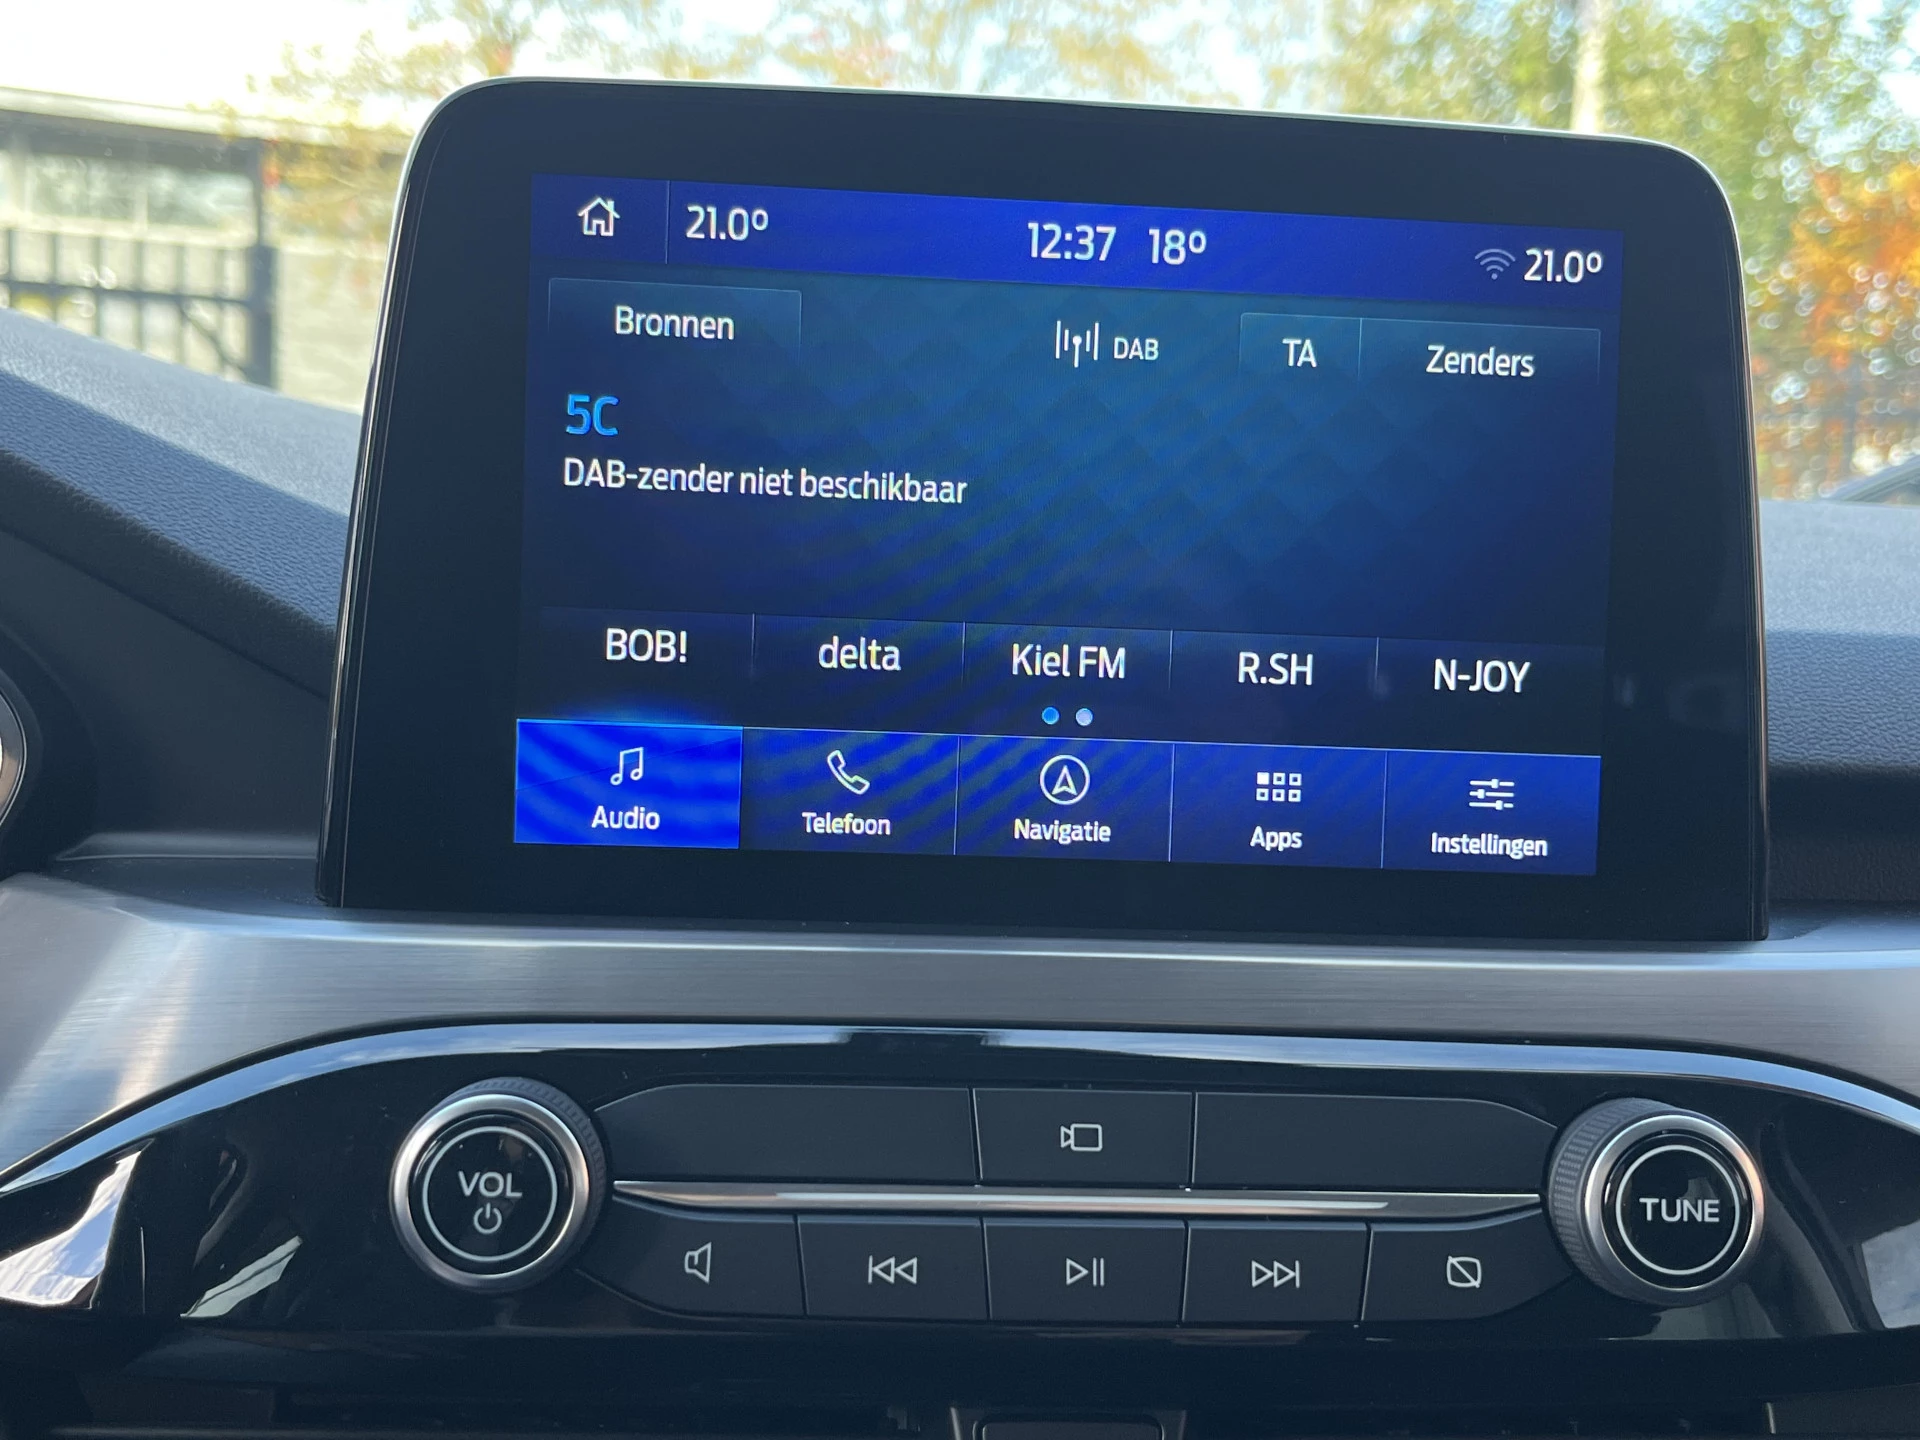 21.0°
12:37 18°
21.0°
Bronnen
DAB
TA
Zenders
5C
DAB-zender niet beschikbaar
BOB!
delta
Kiel FM
R.SH
N-JOY
Audio
Telefoon
Navigatie
Apps
Instellingen
VOL
TUNE